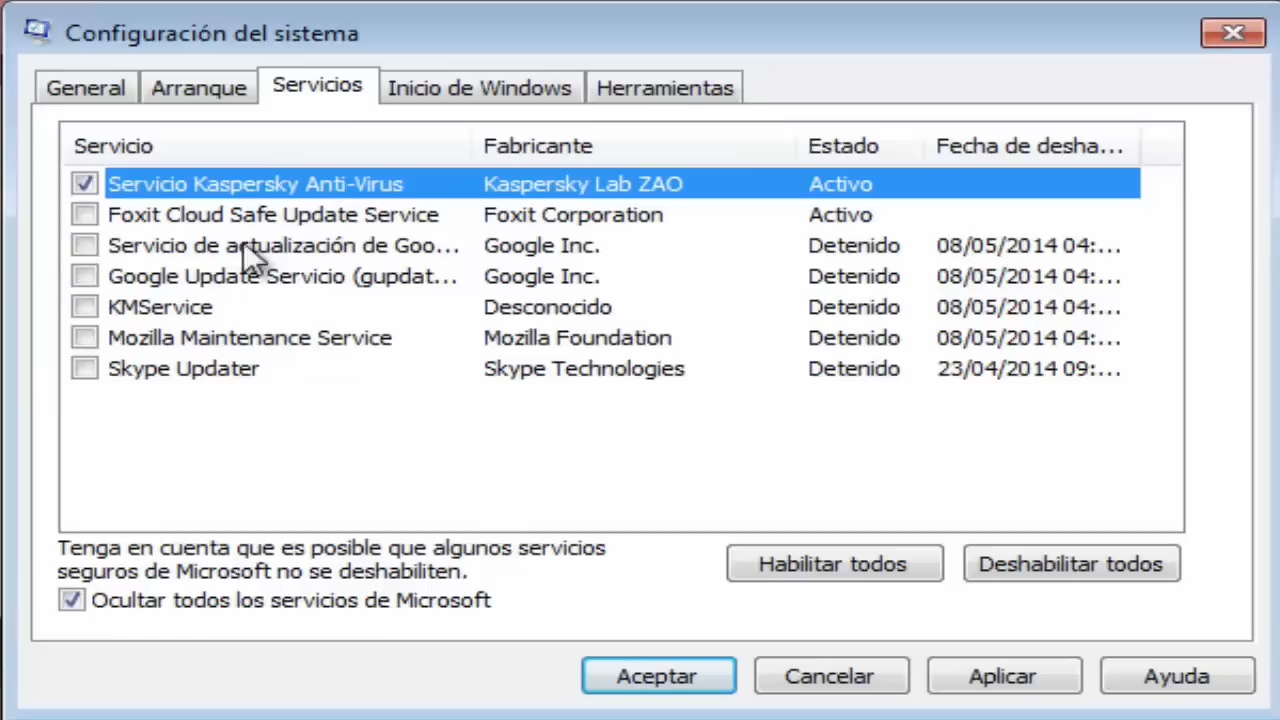 Configuración del sistema
General Arranque Servicios Inicio de Windows Herramientas
Servicio Fabricante Estado Fecha de desha...
Servicio Kaspersky Anti-Virus Kaspersky Lab ZAO Activo
Foxit Cloud Safe Update Service Foxit Corporation Activo
Servicio de actualización de Goo... Google Inc. Detenido 08/05/2014 04:...
Google Update Servicio (gupdat... Google Inc. Detenido 08/05/2014 04:...
KMService Desconocido Detenido 08/05/2014 04:...
Mozilla Maintenance Service Mozilla Foundation Detenido 08/05/2014 04:...
Skype Updater Skype Technologies Detenido 23/04/2014 09:...
Tenga en cuenta que es posible que algunos servicios
seguros de Microsoft no se deshabiliten.
Habilitar todos Deshabilitar todos
Ocultar todos los servicios de Microsoft
Aceptar Cancelar Aplicar Ayuda